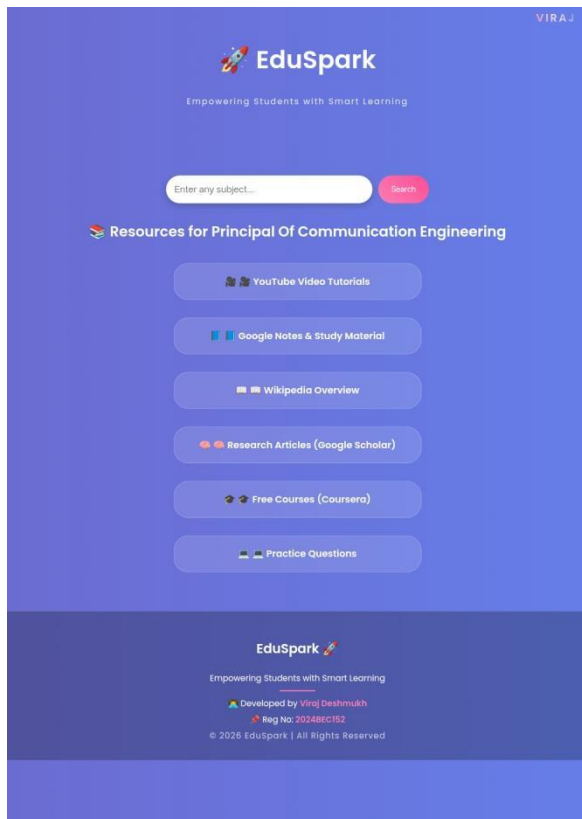 VIRAJ
🚀 EduSpark
Empowering Students with Smart Learning
Enter any subject...
Search
📚 Resources for Principal Of Communication Engineering
🎥 🎥 YouTube Video Tutorials
📘 📘 Google Notes & Study Material
📖 📖 Wikipedia Overview
🧠 🧠 Research Articles (Google Scholar)
🎓 🎓 Free Courses (Coursera)
💻 💻 Practice Questions
EduSpark 🚀
Empowering Students with Smart Learning
👨‍💻 Developed by Viraj Deshmukh
📌 Reg No: 2024BEC152
© 2026 EduSpark | All Rights Reserved